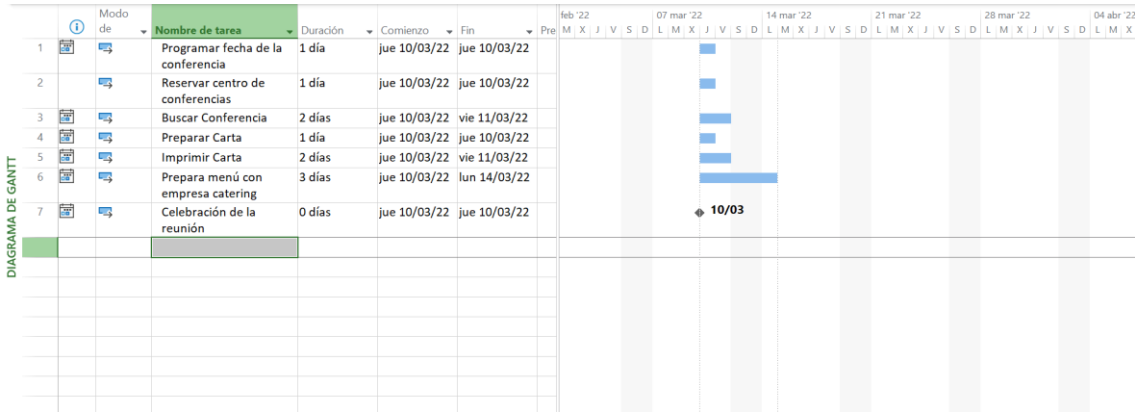 feb '22 07 mar '22 14 mar '22 21 mar '22 28 mar '22 04 abr '22
Modo de Nombre de tarea Duración Comienzo Fin Pre M X J V S D L M X J V S D L M X J V S D L M X J V S D L M X J V S D L M X
1 Programar fecha de la conferencia 1 día jue 10/03/22 jue 10/03/22
2 Reservar centro de conferencias 1 día jue 10/03/22 jue 10/03/22
3 Buscar Conferencia 2 días jue 10/03/22 vie 11/03/22
4 Preparar Carta 1 día jue 10/03/22 jue 10/03/22
5 Imprimir Carta 2 días jue 10/03/22 vie 11/03/22
6 Prepara menú con empresa catering 3 días jue 10/03/22 lun 14/03/22
7 Celebración de la reunión 0 días jue 10/03/22 jue 10/03/22 10/03
DIAGRAMA DE GANTT